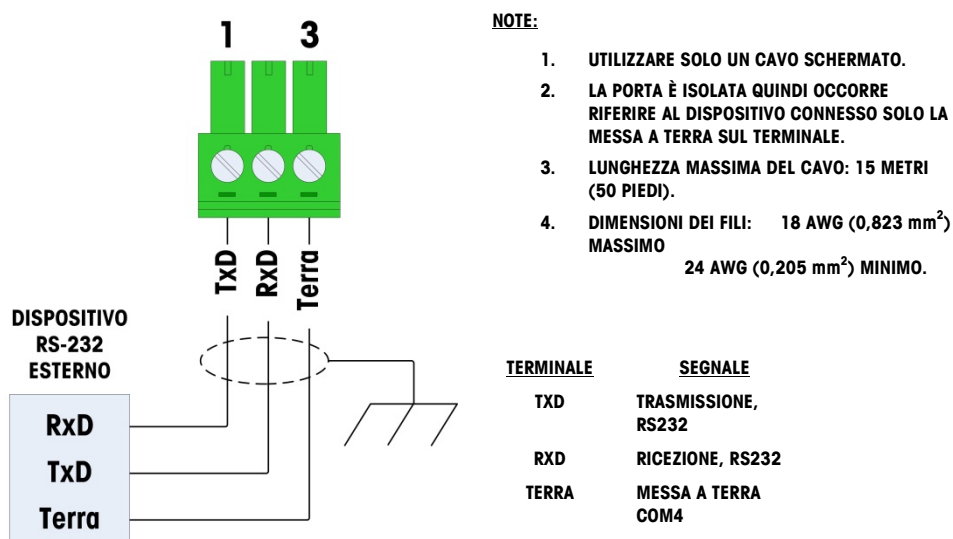 1 3
TxD
RxD
Terra
DISPOSITIVO
RS-232
ESTERNO
RxD
TxD
Terra
NOTE:
1. UTILIZZARE SOLO UN CAVO SCHERMATO.
2. LA PORTA È ISOLATA QUINDI OCCORRE
RIFERIRE AL DISPOSITIVO CONNESSO SOLO LA
MESSA A TERRA SUL TERMINALE.
3. LUNGHEZZA MASSIMA DEL CAVO: 15 METRI
(50 PIEDI).
4. DIMENSIONI DEI FILI: 18 AWG (0,823 mm²)
MASSIMO
24 AWG (0,205 mm²) MINIMO.
TERMINALE SEGNALE
TXD TRASMISSIONE,
RS232
RXD RICEZIONE, RS232
TERRA MESSA A TERRA
COM4